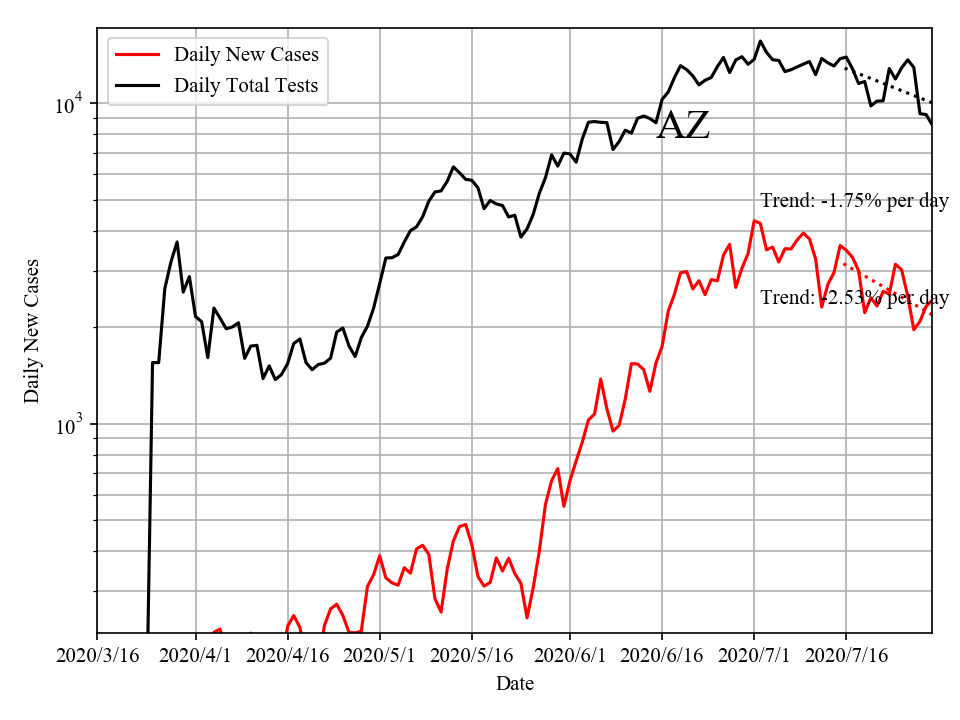 Daily New Cases
Daily Total Tests
10^4
AZ
Trend: -1.75% per day
Trend: -2.53% per day
10^3
Daily New Cases
2020/3/16 2020/4/1 2020/4/16 2020/5/1 2020/5/16 2020/6/1 2020/6/16 2020/7/1 2020/7/16
Date